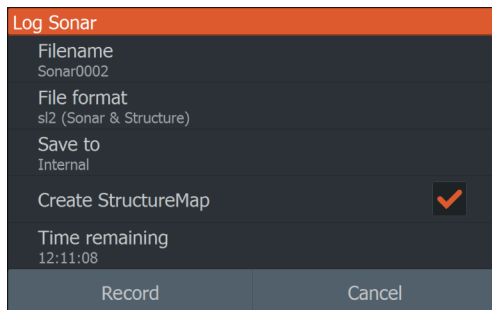 Log Sonar
Filename
Sonar0002
File format
sl2 (Sonar & Structure)
Save to
Internal
Create StructureMap
Time remaining
12:11:08
Record Cancel